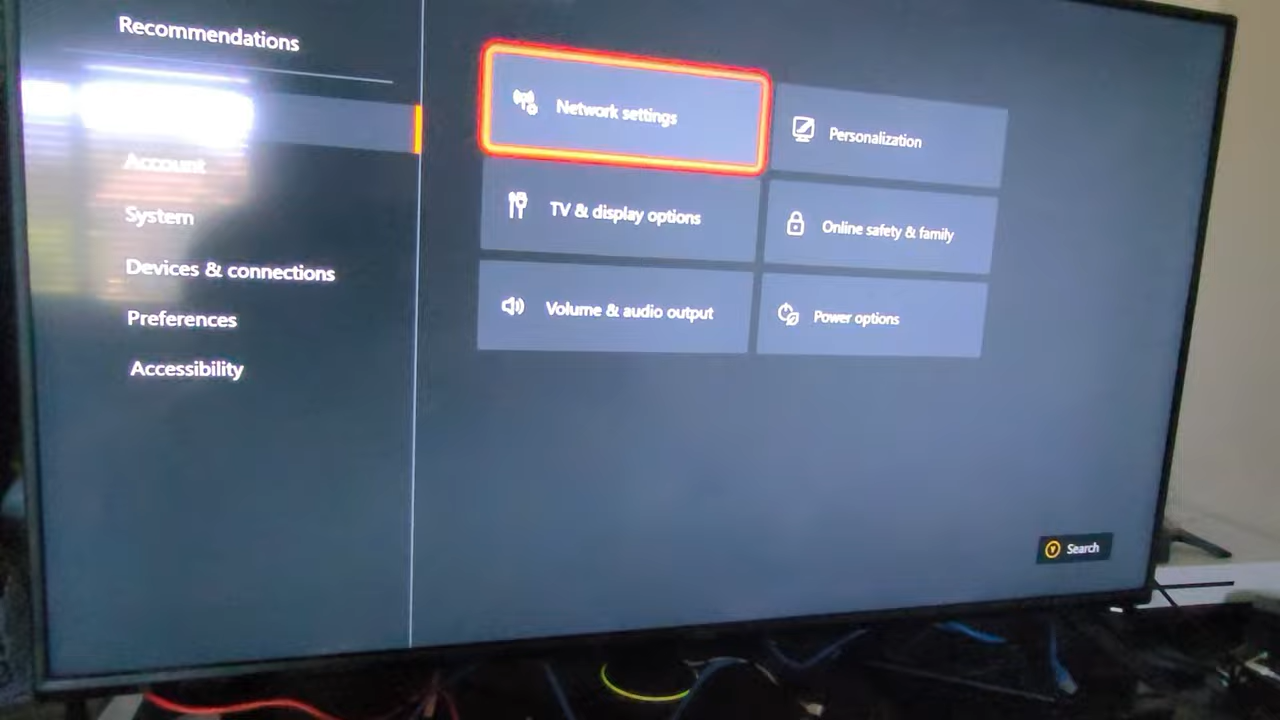 Recommendations
Account
System
Devices & connections
Preferences
Accessibility
Network settings
Personalization
TV & display options
Online safety & family
Volume & audio output
Power options
Y
Search